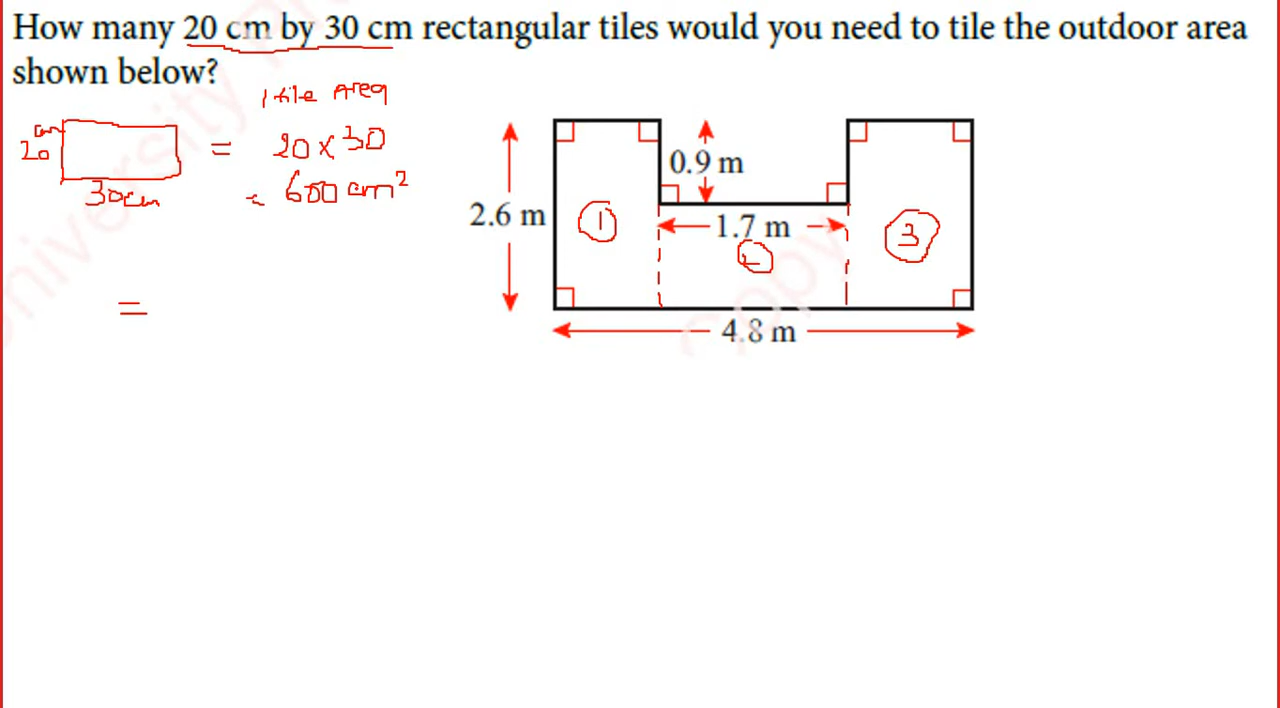 How many 20 cm by 30 cm rectangular tiles would you need to tile the outdoor area
shown below?
1 tile Area
20 cm
= 20 x 30
30cm
= 600 cm²
=
0.9 m
2.6 m
1
1.7 m
2
3
4.8 m